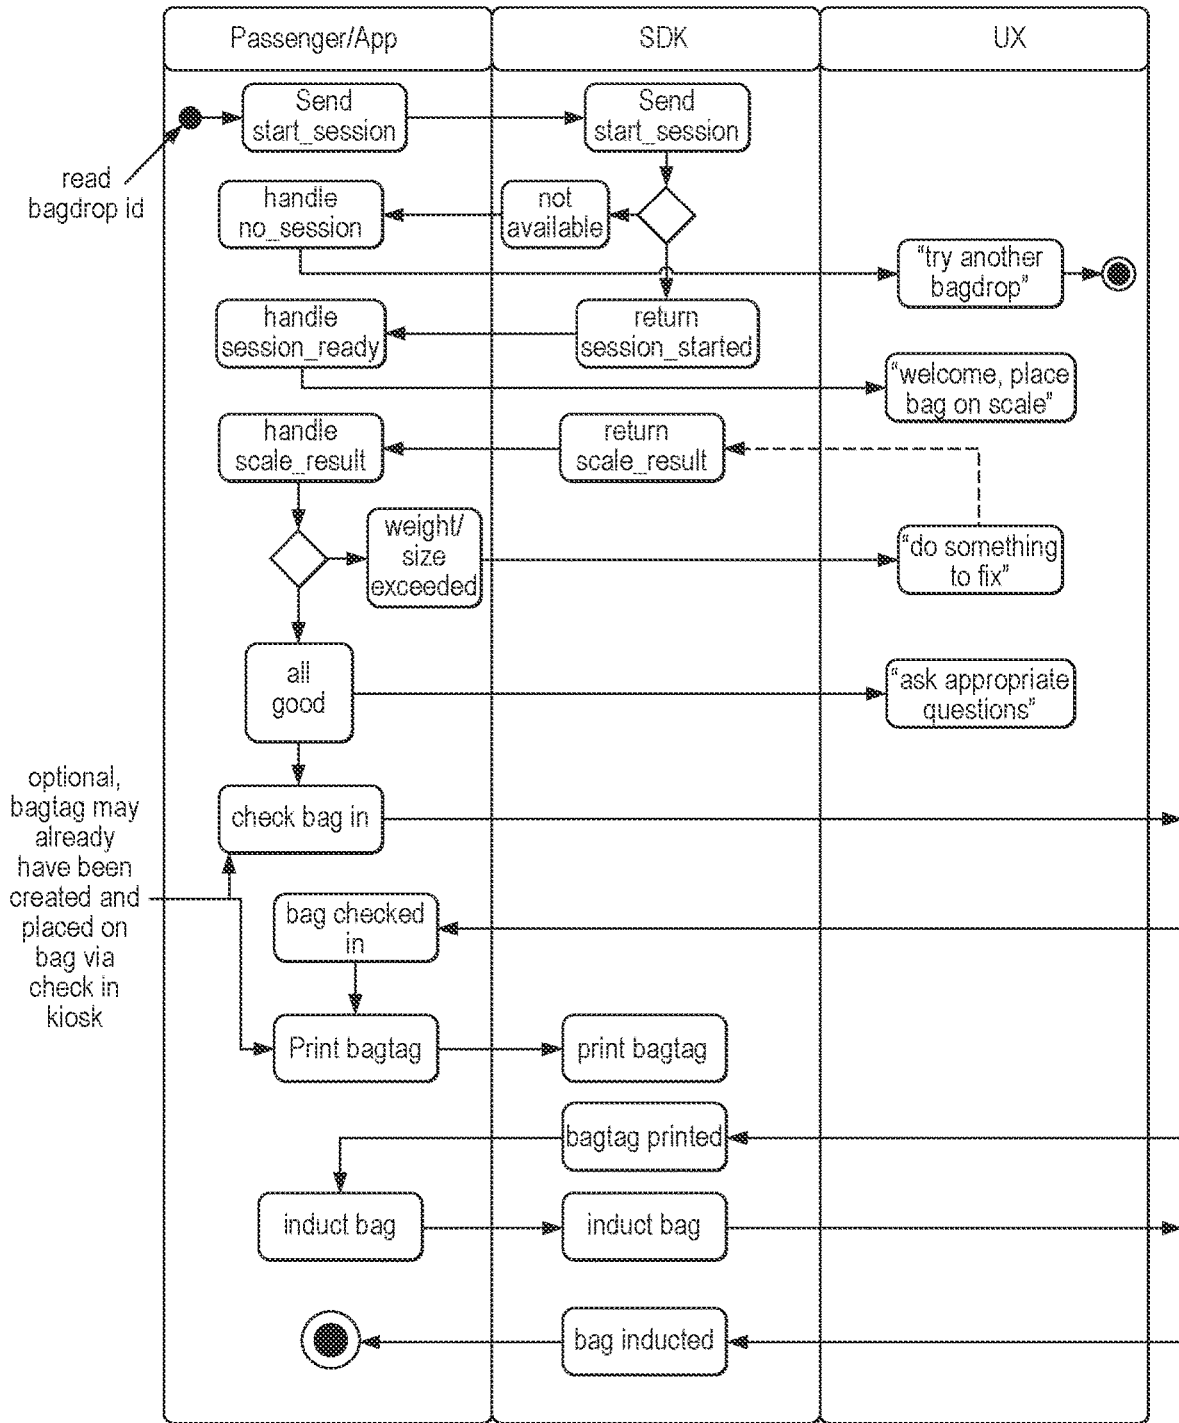 Passenger/App
SDK
UX
Send
start_session
Send
start_session
read
bagdrop id
handle
no_session
not
available
“try another
bagdrop”
handle
session_ready
return
session_started
“welcome, place
bag on scale”
handle
scale_result
return
scale_result
weight/
size
exceeded
“do something
to fix”
all
good
“ask appropriate
questions”
optional,
bagtag may
already
have been
created and
placed on
bag via
check in
kiosk
check bag in
bag checked
in
Print bagtag
print bagtag
bagtag printed
induct bag
induct bag
bag inducted